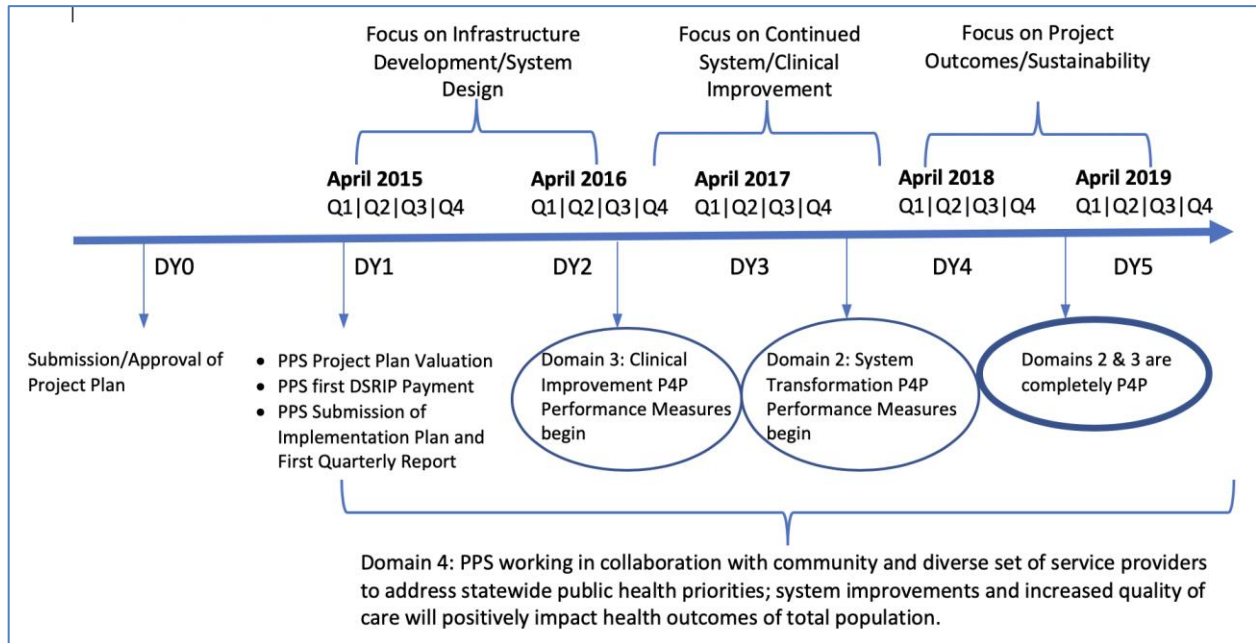 Focus on Infrastructure
Development/System
Design
Focus on Continued
System/Clinical
Improvement
Focus on Project
Outcomes/Sustainability
April 2015
Q1|Q2|Q3|Q4
April 2016
Q1|Q2|Q3|Q4
April 2017
Q1|Q2|Q3|Q4
April 2018
Q1|Q2|Q3|Q4
April 2019
Q1|Q2|Q3|Q4
DY0
DY1
DY2
DY3
DY4
DY5
Submission/Approval of
Project Plan
• PPS Project Plan Valuation
• PPS first DSRIP Payment
• PPS Submission of
Implementation Plan and
First Quarterly Report
Domain 3: Clinical
Improvement P4P
Performance Measures
begin
Domain 2: System
Transformation P4P
Performance Measures
begin
Domains 2 & 3 are
completely P4P
Domain 4: PPS working in collaboration with community and diverse set of service providers
to address statewide public health priorities; system improvements and increased quality of
care will positively impact health outcomes of total population.